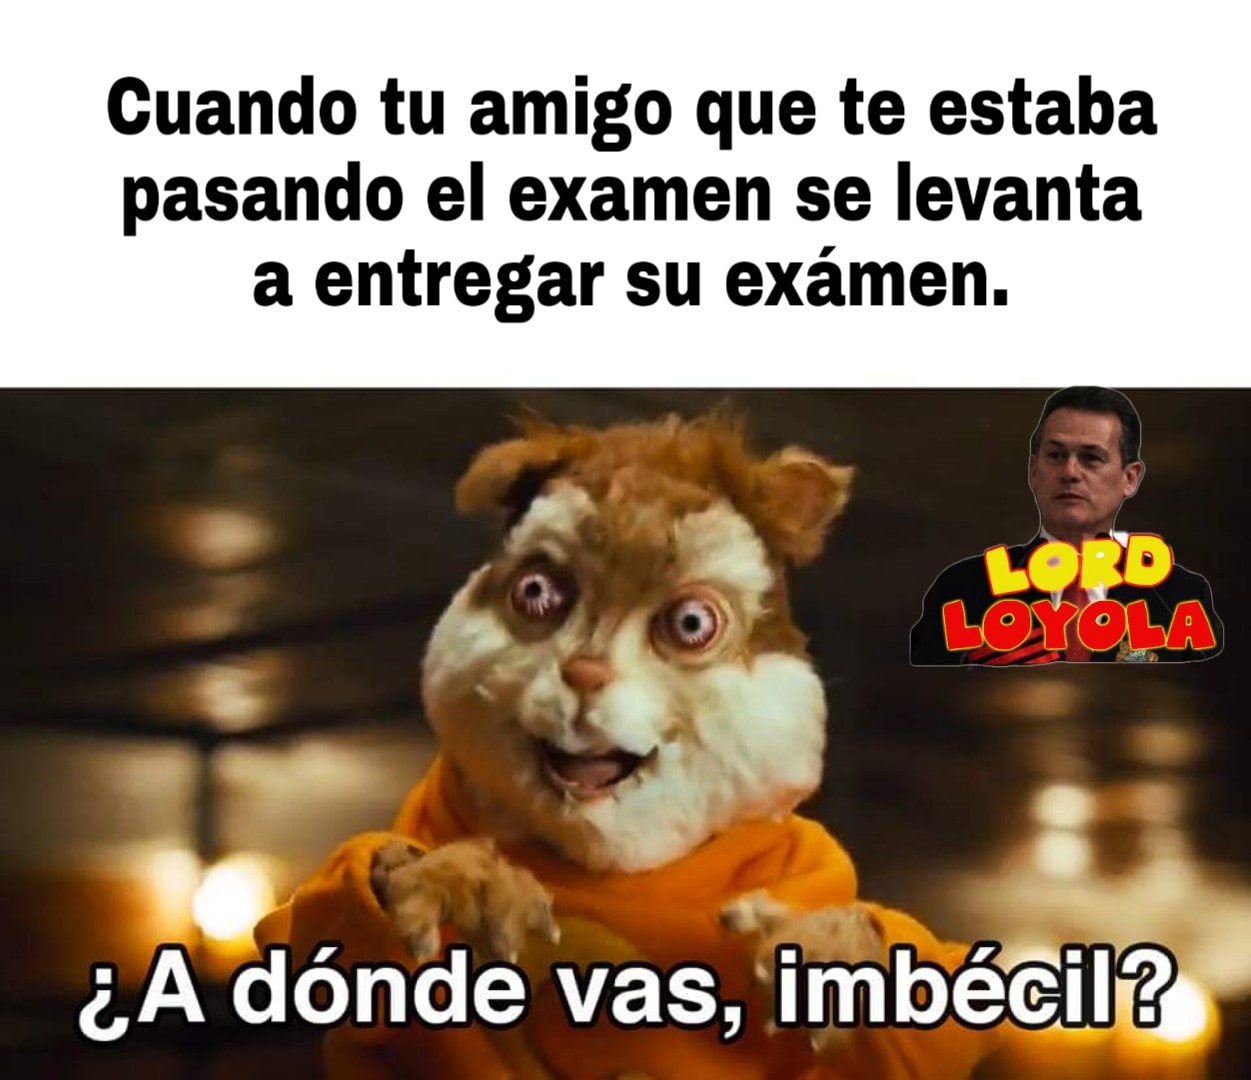 Cuando tu amigo que te estaba
pasando el examen se levanta
a entregar su exámen.
LORD
LOYOLA
¿A dónde vas, imbécil?